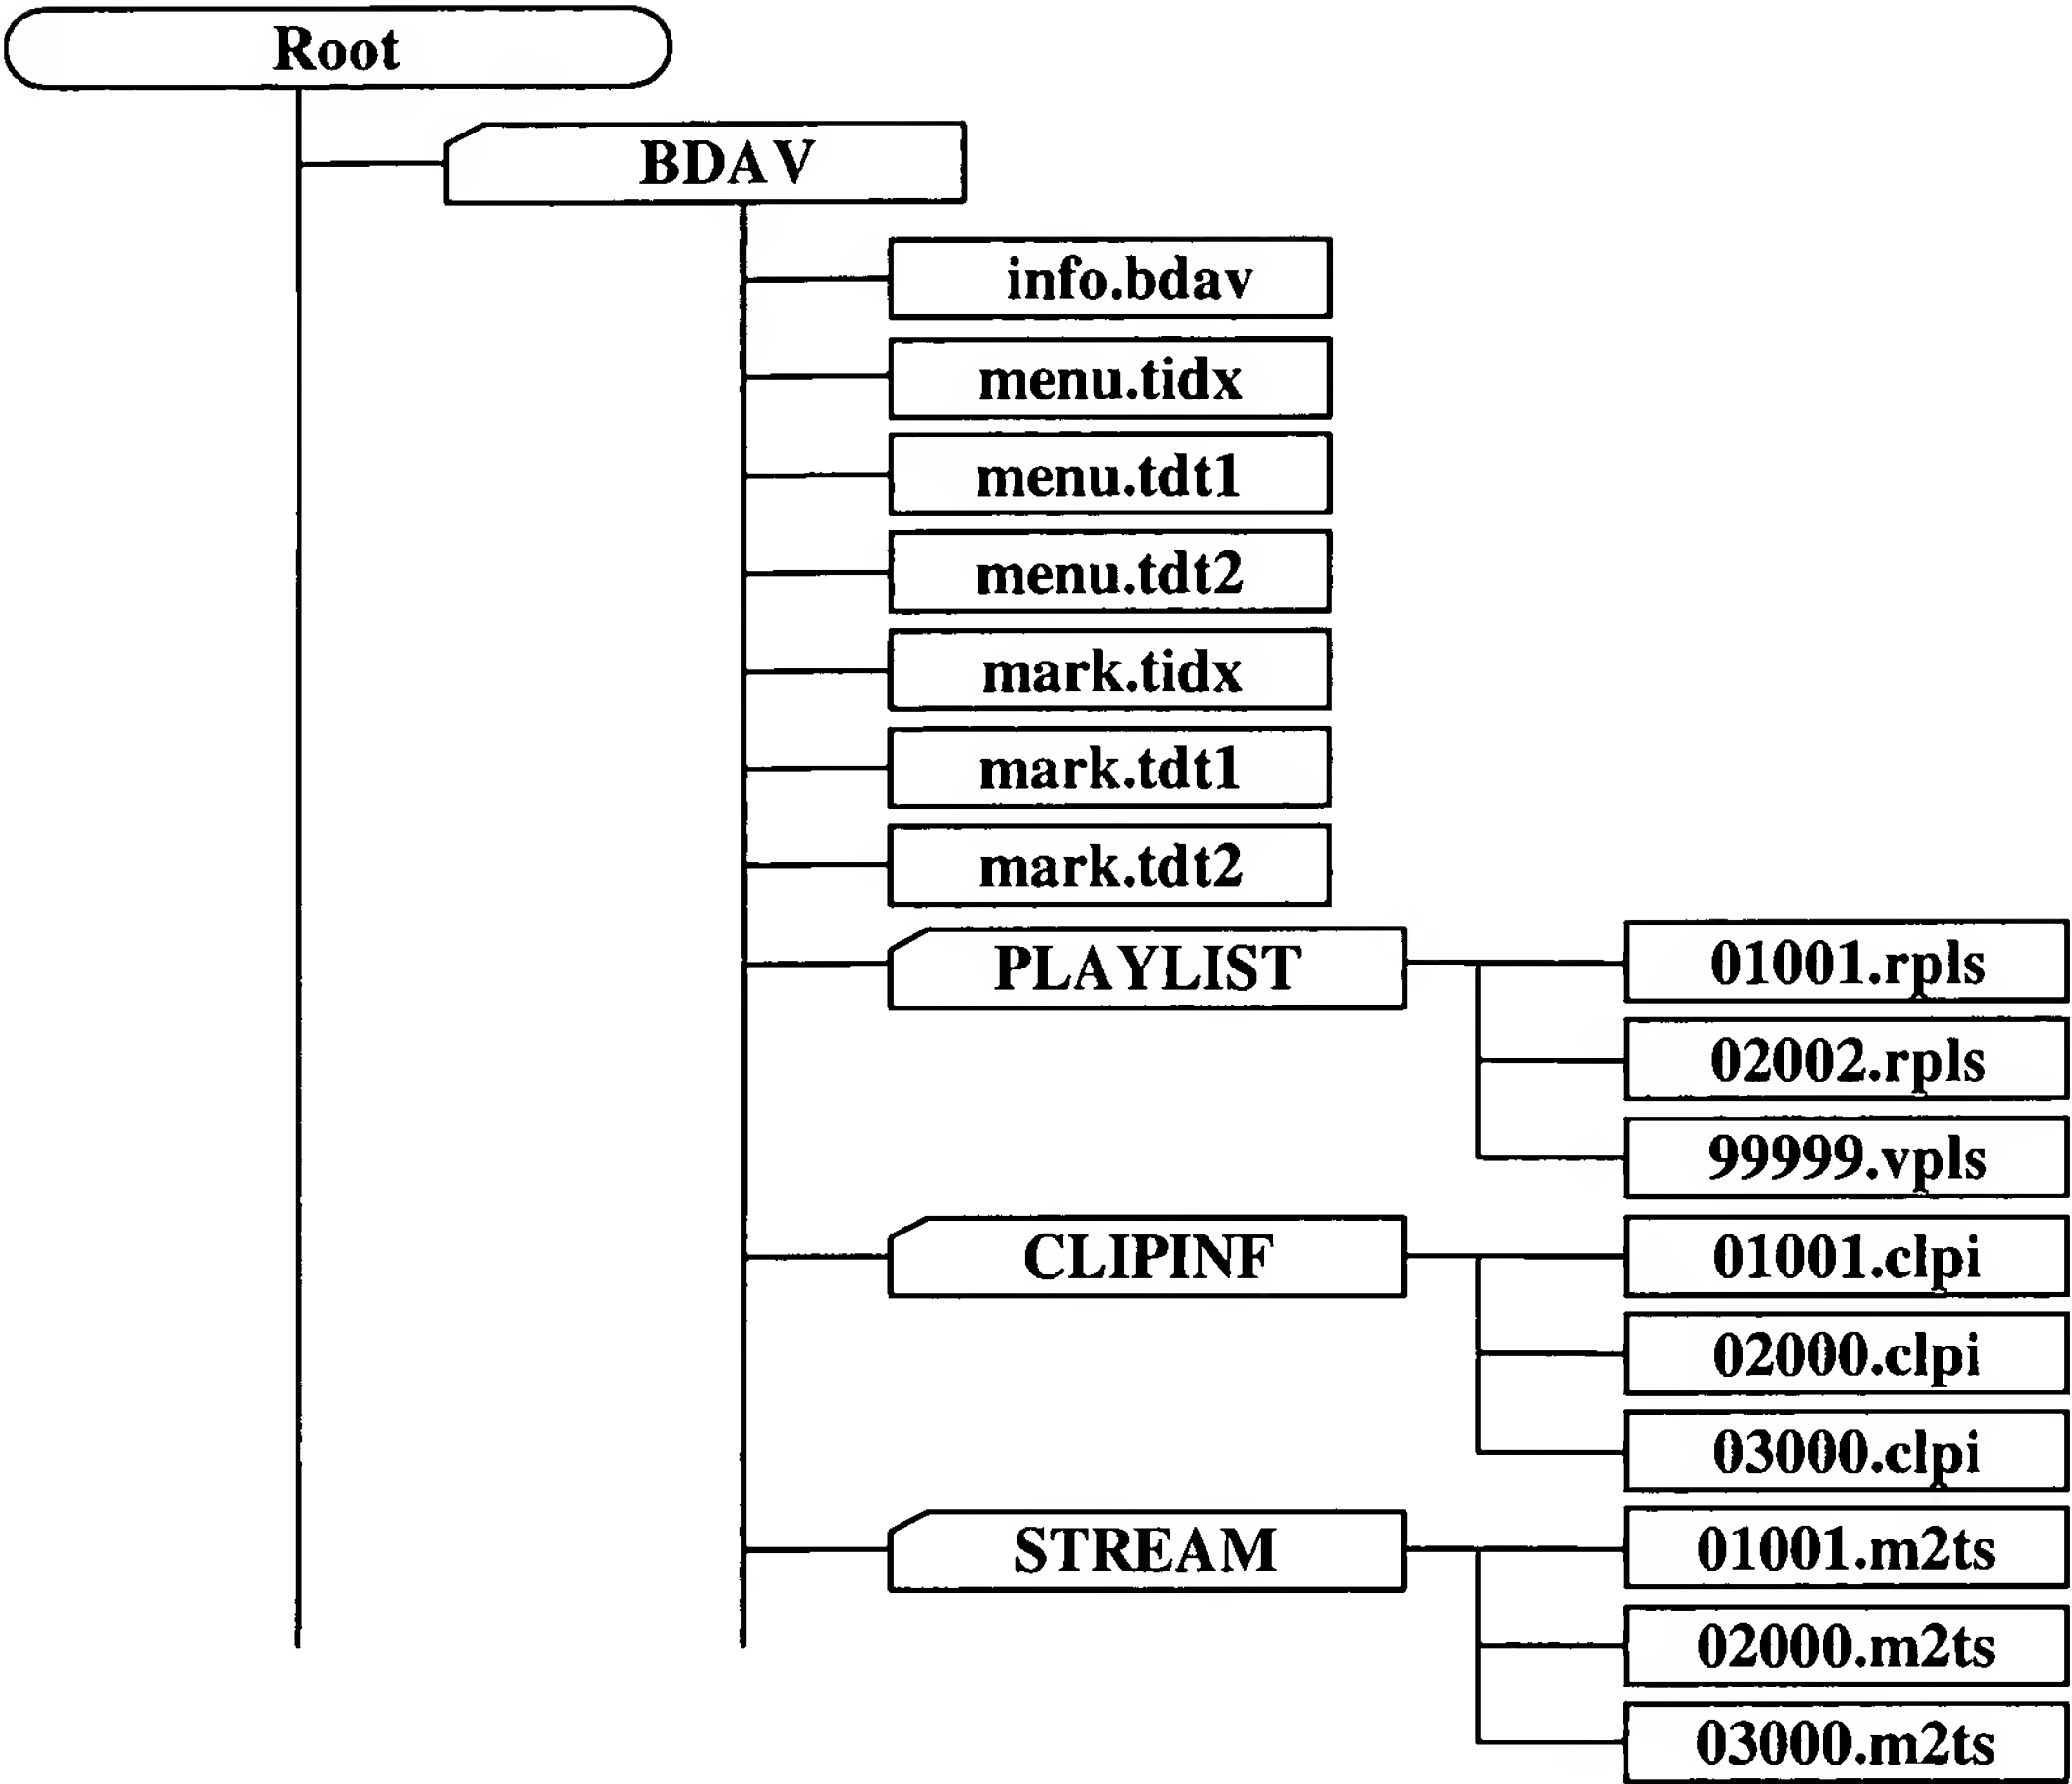 Root
BDAV
info.bdav
menu.tidx
menu.tdt1
menu.tdt2
mark.tidx
mark.tdt1
mark.tdt2
PLAYLIST
01001.rpls
02002.rpls
99999.vpls
CLIPINF
01001.clpi
02000.clpi
03000.clpi
STREAM
01001.m2ts
02000.m2ts
03000.m2ts